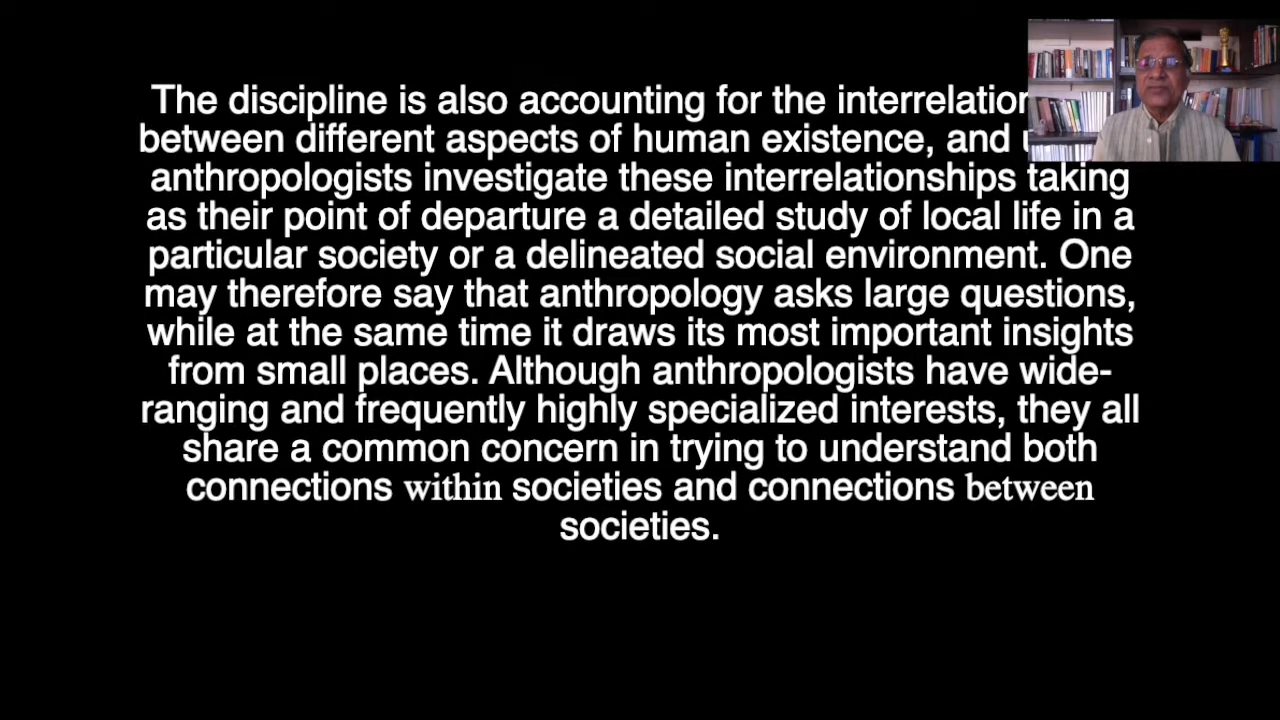 The discipline is also accounting for the
between different aspects of human existence, and
anthropologists investigate these interrelationships taking
as their point of departure a detailed study of local life in a
particular society or a delineated social environment. One
may therefore say that anthropology asks large questions,
while at the same time it draws its most important insights
from small places. Although anthropologists have wide-
ranging and frequently highly specialized interests, they all
share a common concern in trying to understand both
connections within societies and connections between
societies.